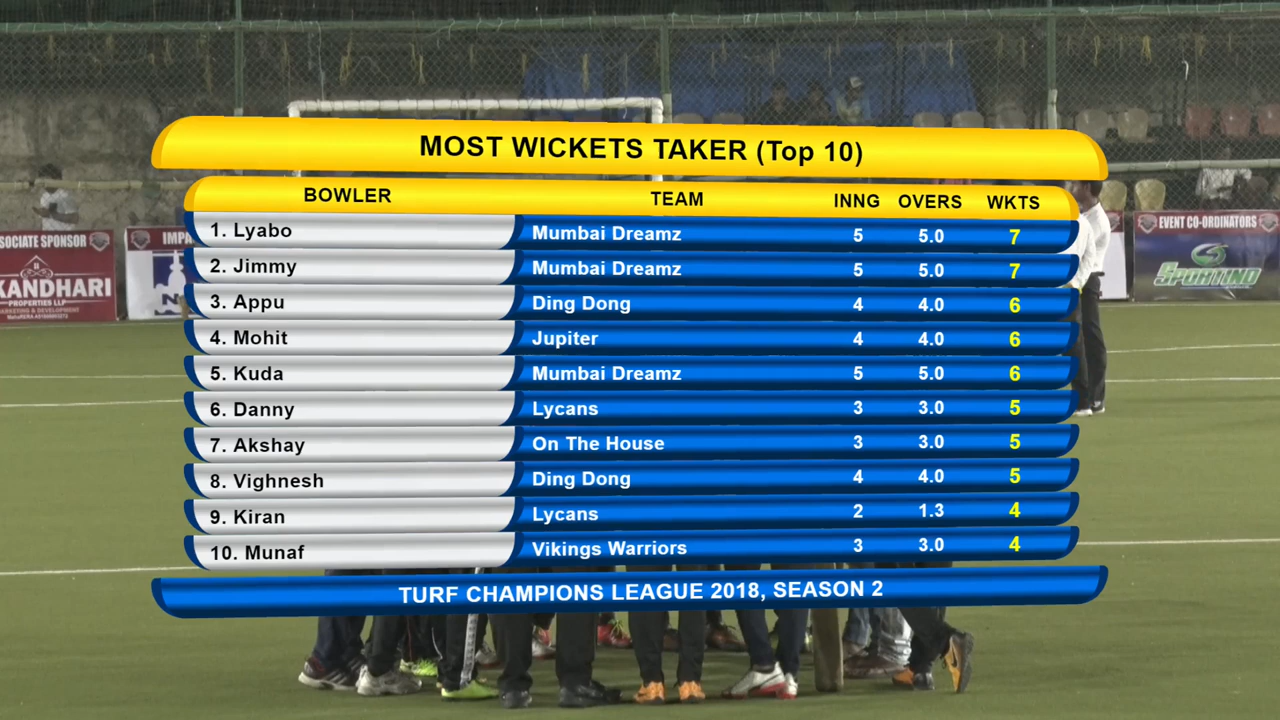 MOST WICKETS TAKER (Top 10)
BOWLER TEAM INNG OVERS WKTS
1. Lyabo Mumbai Dreamz 5 5.0 7
2. Jimmy Mumbai Dreamz 5 5.0 7
3. Appu Ding Dong 4 4.0 6
4. Mohit Jupiter 4 4.0 6
5. Kuda Mumbai Dreamz 5 5.0 6
6. Danny Lycans 3 3.0 5
7. Akshay On The House 3 3.0 5
8. Vighnesh Ding Dong 4 4.0 5
9. Kiran Lycans 2 1.3 4
10. Munaf Vikings Warriors 3 3.0 4
TURF CHAMPIONS LEAGUE 2018, SEASON 2
SPONSOR
KANDHARI
PROPERTIES LLP
MARKETING & DEVELOPMENT
EVENT CO-ORDINATORS
SPORTIND